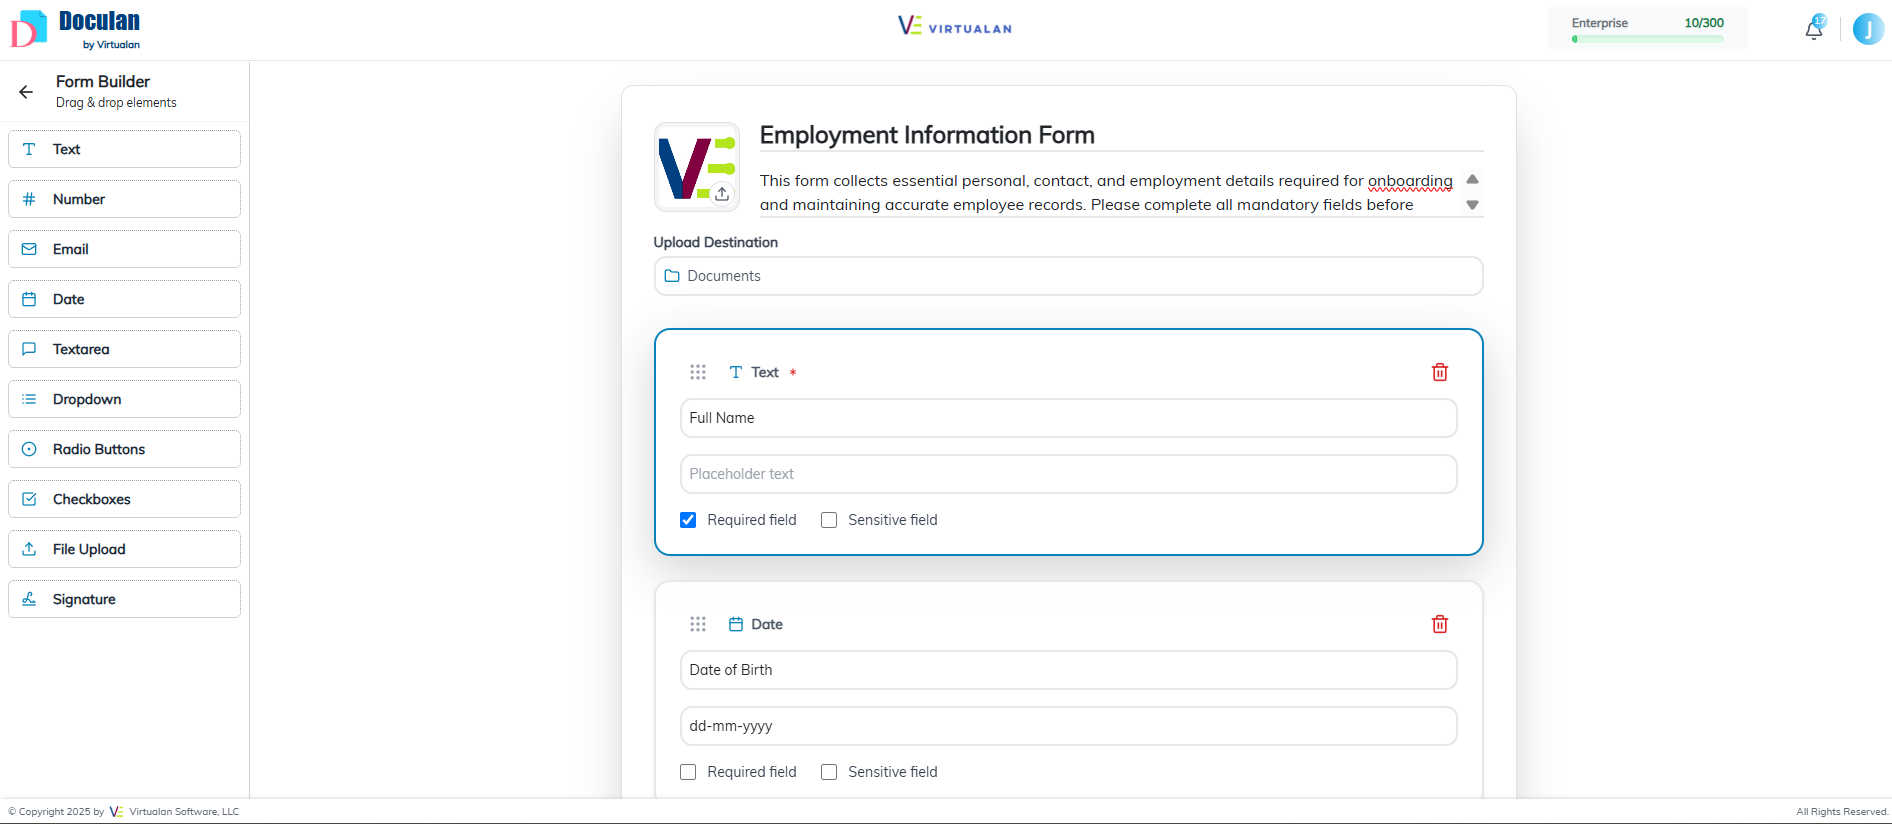 Doculan
by Virtualan
VIRTUALAN
Enterprise 10/300
17
J
Form Builder
Drag & drop elements
Text
Number
Email
Date
Textarea
Dropdown
Radio Buttons
Checkboxes
File Upload
Signature
Employment Information Form
This form collects essential personal, contact, and employment details required for onboarding
and maintaining accurate employee records. Please complete all mandatory fields before
Upload Destination
Documents
Text *
Full Name
Placeholder text
Required field Sensitive field
Date
Date of Birth
dd-mm-yyyy
Required field Sensitive field
© Copyright 2025 by VE Virtualan Software, LLC
All Rights Reserved.